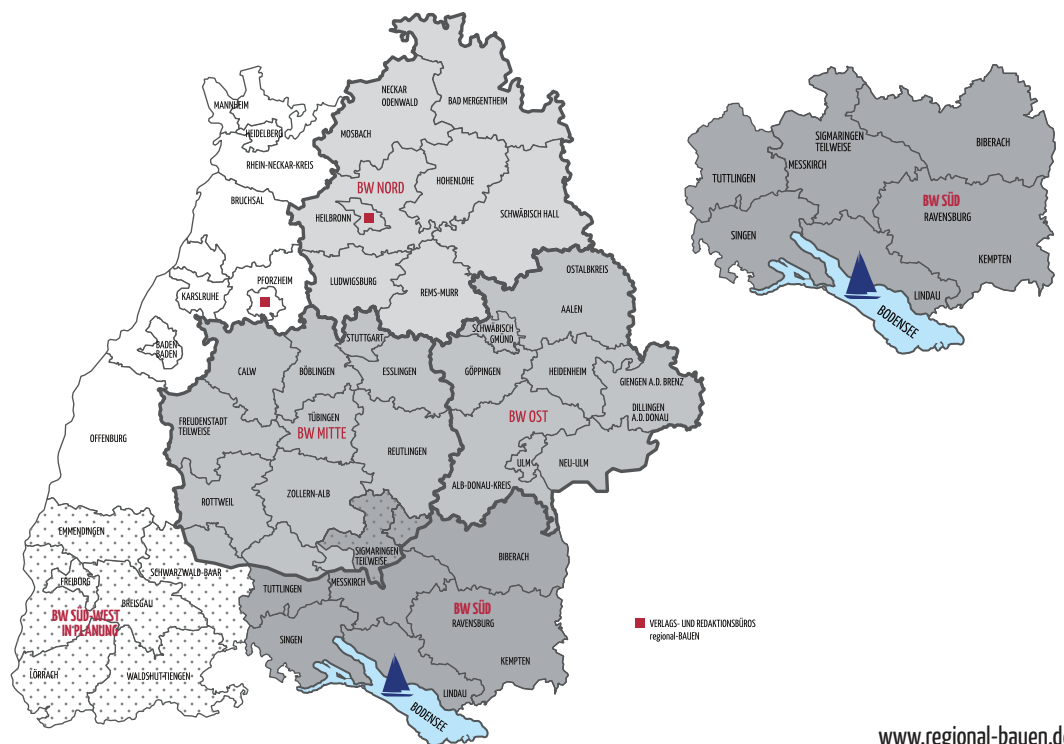 MANNHEIM
HEIDELBERG
RHEIN-NECKAR-KREIS
BRUCHSAL
KARSLRUHE
PFORZHEIM
BADEN
BADEN
OFFENBURG
NECKAR
ODENWALD
BAD MERGENTHEIM
MOSBACH
BW NORD
HOHENLOHE
HEILBRONN
SCHWÄBISCH HALL
LUDWIGSBURG
REMS-MURR
OSTALBKREIS
AALEN
SCHWÄBISCH
GMÜND
GÖPPINGEN
HEIDENHEIM
GIENGEN A.D. BRENZ
DILLINGEN
A.D. DONAU
BW OST
ULM
NEU-ULM
ALB-DONAU-KREIS
STUTTGART
CALW
BÖBLINGEN
ESSLINGEN
FREUDENSTADT
TEILWEISE
TÜBINGEN
BW MITTE
REUTLINGEN
ROTTWEIL
ZOLLERN-ALB
SIGMARINGEN
TEILWEISE
EMMENDINGEN
SCHWARZWALD-BAAR
FREIBURG
BREISGAU
BW SÜD-WEST
IN PLANUNG
LÖRRACH
WALDSHUT-TIENGEN
TUTTLINGEN
MESSKIRCH
BIBERACH
BW SÜD
RAVENSBURG
SINGEN
KEMPTEN
LINDAU
BODENSEE
SIGMARINGEN
TEILWEISE
BIBERACH
MESSKIRCH
TUTTLINGEN
BW SÜD
RAVENSBURG
SINGEN
KEMPTEN
LINDAU
BODENSEE
VERLAGS- UND REDAKTIONSBÜROS
regional-BAUEN
www.regional-bauen.d